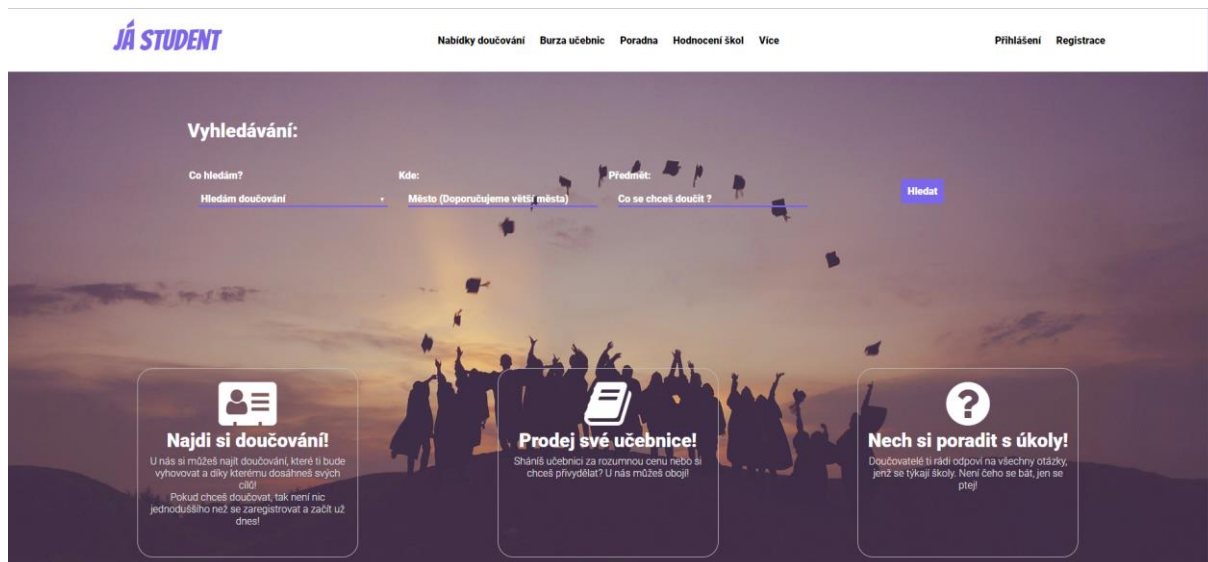 JÁ STUDENT
Nabídky doučování Burza učebnic Poradna Hodnocení škol Více
Přihlášení Registrace
Vyhledávání:
Co hledám? Kde: Předmět:
Hledám doučování Město (Doporučujeme větší města) Co se chceš doučit ?
Hledat
Najdi si doučování!
U nás si můžeš najít doučování, které ti bude
vyhovovat a díky kterému dosáhneš svých
cílů!
Pokud chceš doučovat, tak není nic
jednoduššího než se zaregistrovat a začít už
dnes!
Prodej své učebnice!
Sháníš učebnici za rozumnou cenu nebo si
chceš přivydělat? U nás můžeš obojí!
Nech si poradit s úkoly!
Doučovatelé ti rádi odpoví na všechny otázky,
jenž se týkají školy. Není čeho se bát, jen se
ptej!